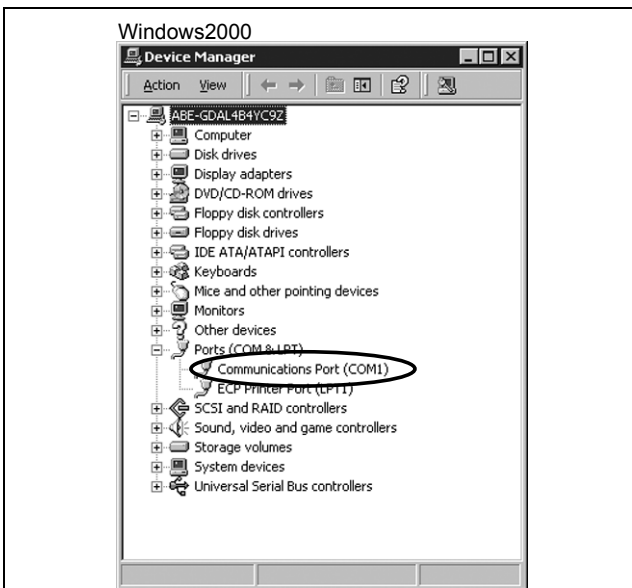 Windows2000
Device Manager
Action View
ABE-GDAL4B4YC9Z
Computer
Disk drives
Display adapters
DVD/CD-ROM drives
Floppy disk controllers
Floppy disk drives
IDE ATA/ATAPI controllers
Keyboards
Mice and other pointing devices
Monitors
Other devices
Ports (COM & LPT)
Communications Port (COM1)
ECP Printer Port (LPT1)
SCSI and RAID controllers
Sound, video and game controllers
Storage volumes
System devices
Universal Serial Bus controllers